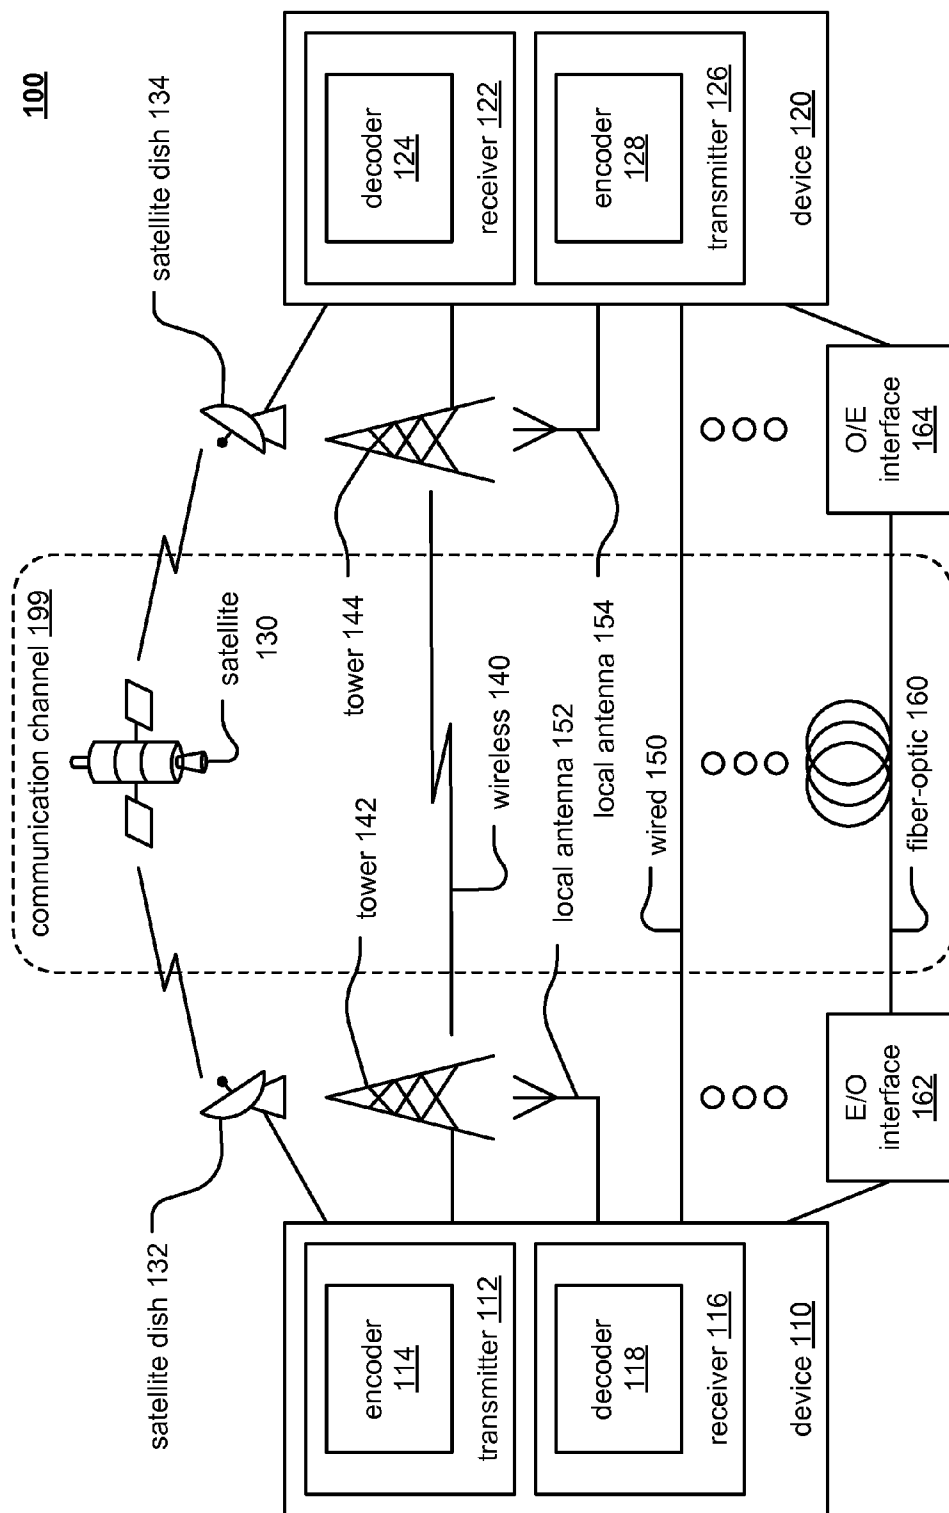 100
communication channel 199
satellite dish 132
satellite
130
satellite dish 134
tower 142
tower 144
wireless 140
local antenna 152
local antenna 154
wired 150
fiber-optic 160
encoder
114
transmitter 112
decoder
118
receiver 116
device 110
decoder
124
receiver 122
encoder
128
transmitter 126
device 120
E/O
interface
162
O/E
interface
164